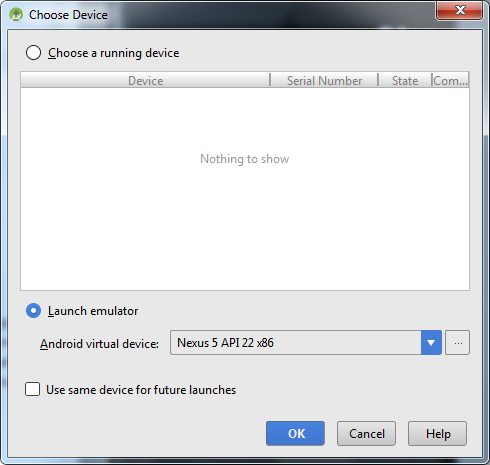 Choose Device
Choose a running device
Device Serial Number State Com...
Nothing to show
Launch emulator
Android virtual device: Nexus 5 API 22 x86 ...
Use same device for future launches
OK Cancel Help